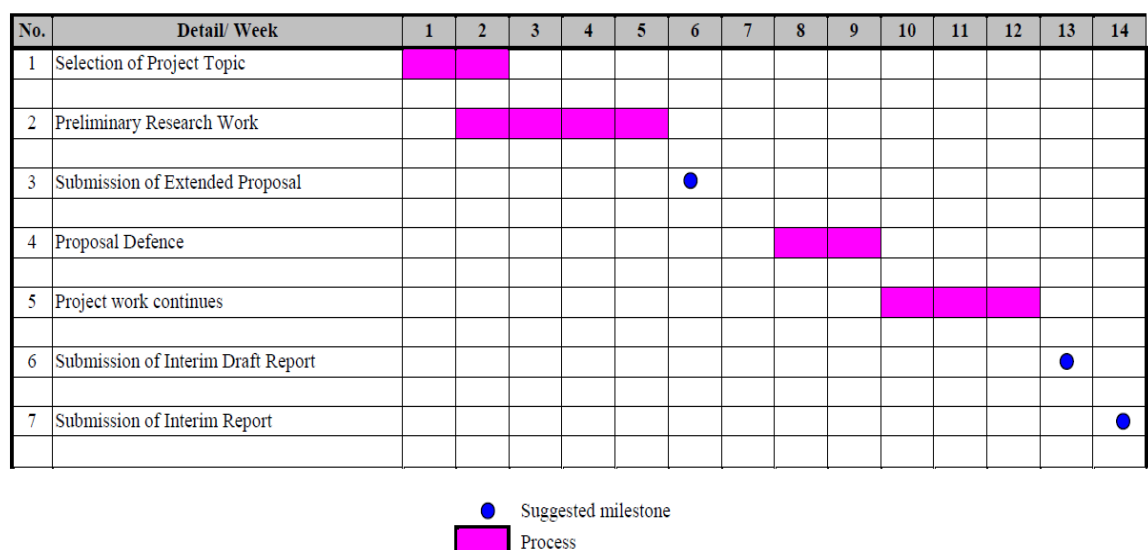 No. Detail/ Week 1 2 3 4 5 6 7 8 9 10 11 12 13 14
1 Selection of Project Topic
2 Preliminary Research Work
3 Submission of Extended Proposal
4 Proposal Defence
5 Project work continues
6 Submission of Interim Draft Report
7 Submission of Interim Report
Suggested milestone
Process